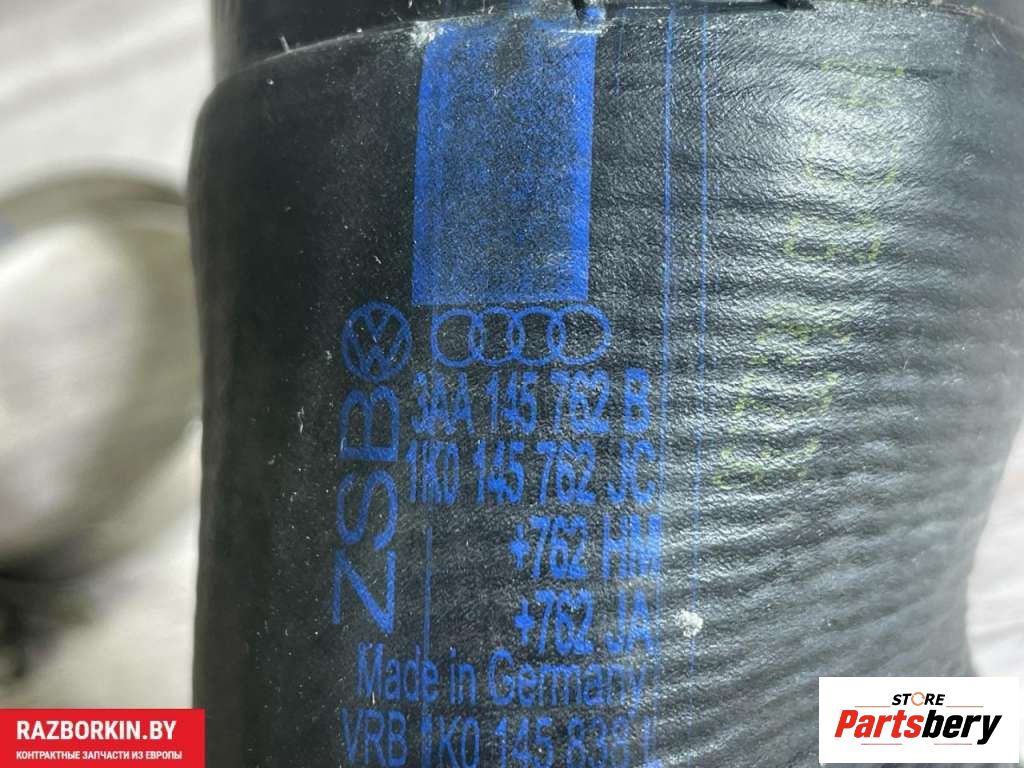 ZSB
3AA 145 762 B
1K0 145 762 JC
+762 HM
+762 JA
Made in Germany
VRB 1K0 145 838
RAZBORKIN.BY
КОНТРАКТНЫЕ ЗАПЧАСТИ ИЗ ЕВРОПЫ
STORE
Partsbery